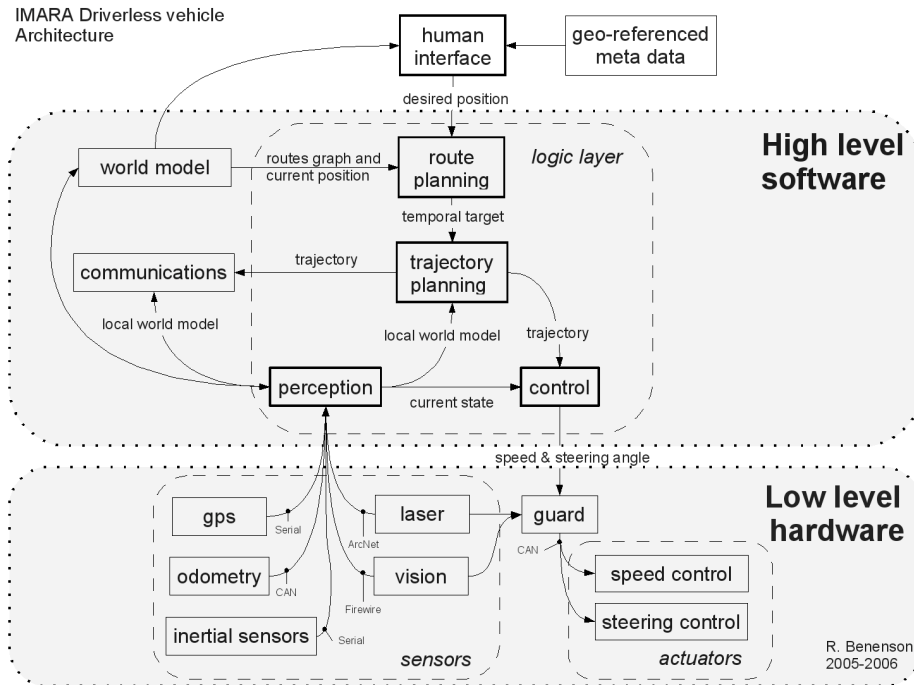 IMARA Driverless vehicle
Architecture
human
interface
geo-referenced
meta data
desired position
High level
software
world model
routes graph and
current position
route
planning
logic layer
temporal target
communications
trajectory
trajectory
planning
local world model
local world model
trajectory
perception
current state
control
speed & steering angle
Low level
hardware
gps
Serial
laser
ArcNet
guard
CAN
odometry
CAN
vision
Firewire
speed control
inertial sensors
Serial
steering control
sensors
actuators
R. Benenson
2005-2006